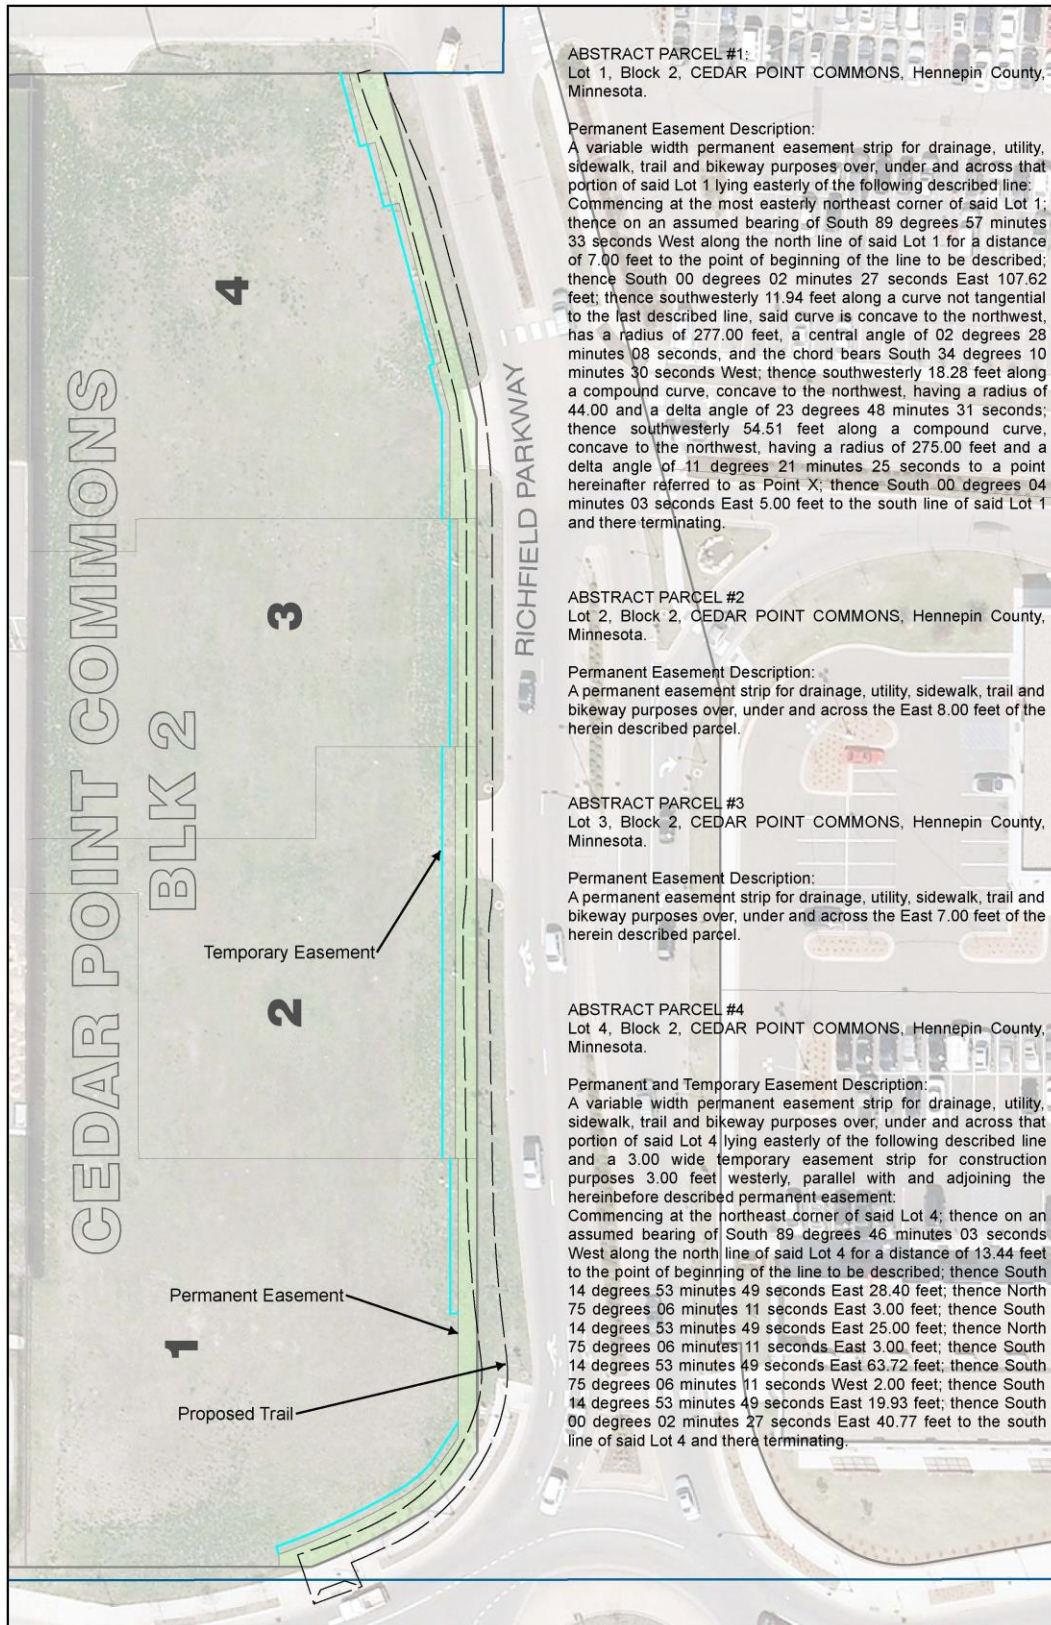 ABSTRACT PARCEL #1:
Lot 1, Block 2, CEDAR POINT COMMONS, Hennepin County,
Minnesota.
Permanent Easement Description:
A variable width permanent easement strip for drainage, utility,
sidewalk, trail and bikeway purposes over, under and across that
portion of said Lot 1 lying easterly of the following described line:
Commencing at the most easterly northeast corner of said Lot 1;
thence on an assumed bearing of South 89 degrees 57 minutes
33 seconds West along the north line of said Lot 1 for a distance
of 7.00 feet to the point of beginning of the line to be described;
thence South 00 degrees 02 minutes 27 seconds East 107.62
feet; thence southwesterly 11.94 feet along a curve not tangential
to the last described line, said curve is concave to the northwest,
has a radius of 277.00 feet, a central angle of 02 degrees 28
minutes 08 seconds, and the chord bears South 34 degrees 10
minutes 30 seconds West; thence southwesterly 18.28 feet along
a compound curve, concave to the northwest, having a radius of
44.00 and a delta angle of 23 degrees 48 minutes 31 seconds;
thence southwesterly 54.51 feet along a compound curve,
concave to the northwest, having a radius of 275.00 feet and a
delta angle of 11 degrees 21 minutes 25 seconds to a point
hereinafter referred to as Point X; thence South 00 degrees 04
minutes 03 seconds East 5.00 feet to the south line of said Lot 1
and there terminating.
ABSTRACT PARCEL #2
Lot 2, Block 2, CEDAR POINT COMMONS, Hennepin County,
Minnesota.
Permanent Easement Description:
A permanent easement strip for drainage, utility, sidewalk, trail and
bikeway purposes over, under and across the East 8.00 feet of the
herein described parcel.
ABSTRACT PARCEL #3
Lot 3, Block 2, CEDAR POINT COMMONS, Hennepin County,
Minnesota.
Permanent Easement Description:
A permanent easement strip for drainage, utility, sidewalk, trail and
bikeway purposes over, under and across the East 7.00 feet of the
herein described parcel.
ABSTRACT PARCEL #4
Lot 4, Block 2, CEDAR POINT COMMONS, Hennepin County,
Minnesota.
Permanent and Temporary Easement Description:
A variable width permanent easement strip for drainage, utility,
sidewalk, trail and bikeway purposes over, under and across that
portion of said Lot 4 lying easterly of the following described line
and a 3.00 wide temporary easement strip for construction
purposes 3.00 feet westerly, parallel with and adjoining the
hereinbefore described permanent easement:
Commencing at the northeast corner of said Lot 4; thence on an
assumed bearing of South 89 degrees 46 minutes 03 seconds
West along the north line of said Lot 4 for a distance of 13.44 feet
to the point of beginning of the line to be described; thence South
14 degrees 53 minutes 49 seconds East 28.40 feet; thence North
75 degrees 06 minutes 11 seconds East 3.00 feet; thence South
14 degrees 53 minutes 49 seconds East 25.00 feet; thence North
75 degrees 06 minutes 11 seconds East 3.00 feet; thence South
14 degrees 53 minutes 49 seconds East 63.72 feet; thence South
75 degrees 06 minutes 11 seconds West 2.00 feet; thence South
14 degrees 53 minutes 49 seconds East 19.93 feet; thence South
00 degrees 02 minutes 27 seconds East 40.77 feet to the south
line of said Lot 4 and there terminating.
CEDAR POINT COMMONS
BLK 2
4
3
2
1
RICHFIELD PARKWAY
Temporary Easement
Permanent Easement
Proposed Trail